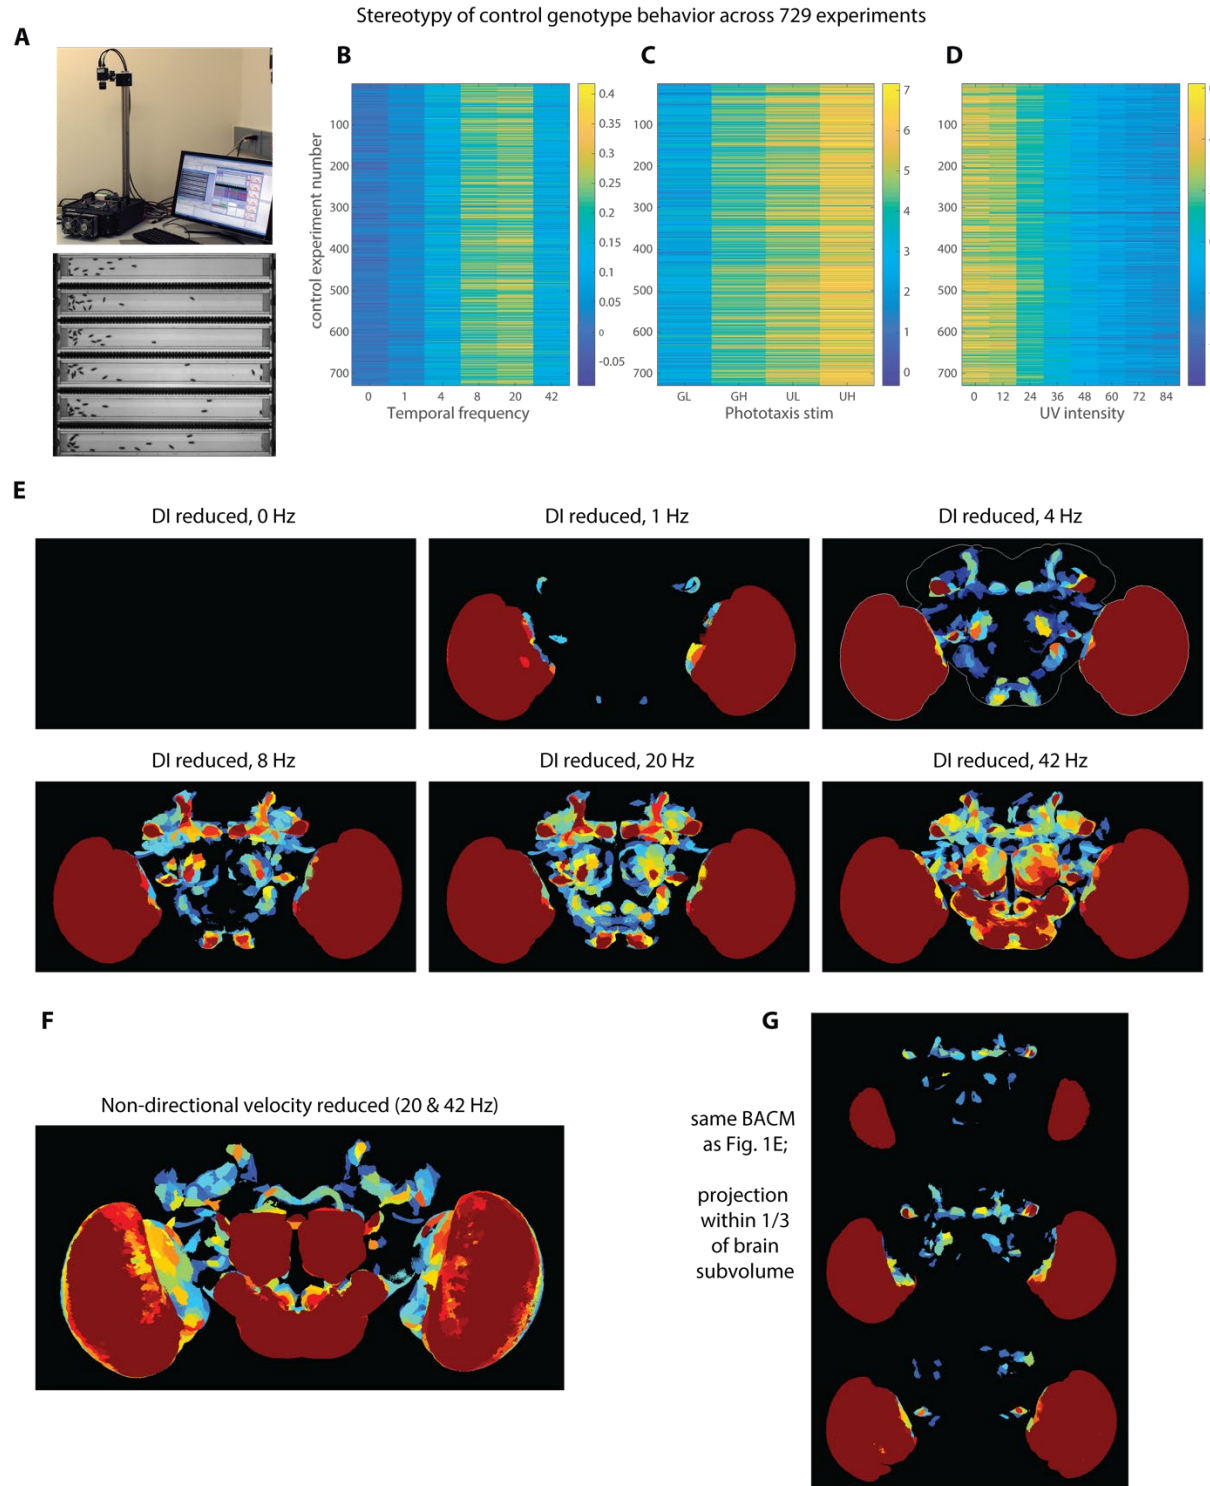 Stereotypy of control genotype behavior across 729 experiments
A
B
C
D
control experiment number
100
200
300
400
500
600
700
0 1 4 8 20 42
Temporal frequency
0.4
0.35
0.3
0.25
0.2
0.15
0.1
0.05
0
-0.05
100
200
300
400
500
600
700
GL GH UL UH
Phototaxis stim
7
6
5
4
3
2
1
0
100
200
300
400
500
600
700
0 12 24 36 48 60 72 84
UV intensity
E
DI reduced, 0 Hz
DI reduced, 1 Hz
DI reduced, 4 Hz
DI reduced, 8 Hz
DI reduced, 20 Hz
DI reduced, 42 Hz
F
Non-directional velocity reduced (20 & 42 Hz)
G
same BACM
as Fig. 1E;
projection
within 1/3
of brain
subvolume